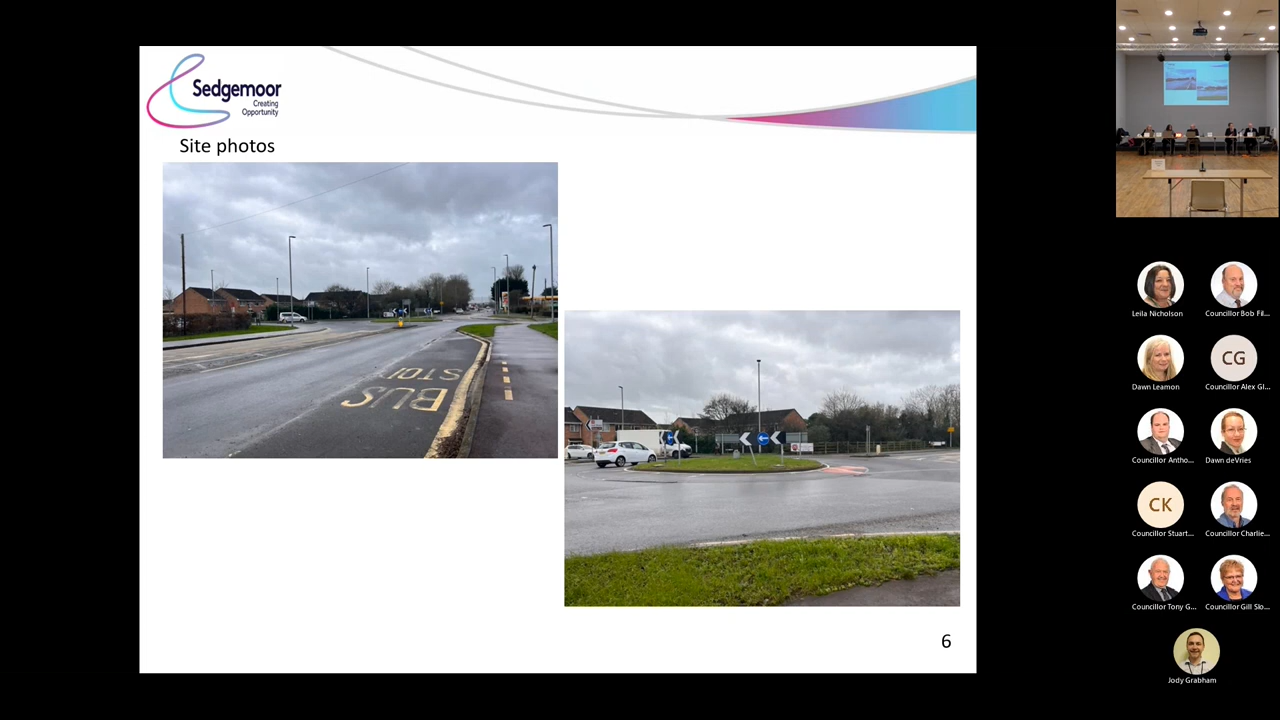 Sedgemoor
Creating
Opportunity
Site photos
STOP
BUS
6
Leila Nicholson
Councillor Bob Fil...
Dawn Leamon
CG
Councillor Alex Gl...
Councillor Antho...
Dawn deVries
CK
Councillor Stuart...
Councillor Charlie...
Councillor Tony G...
Councillor Gill Slo...
Jody Grabham